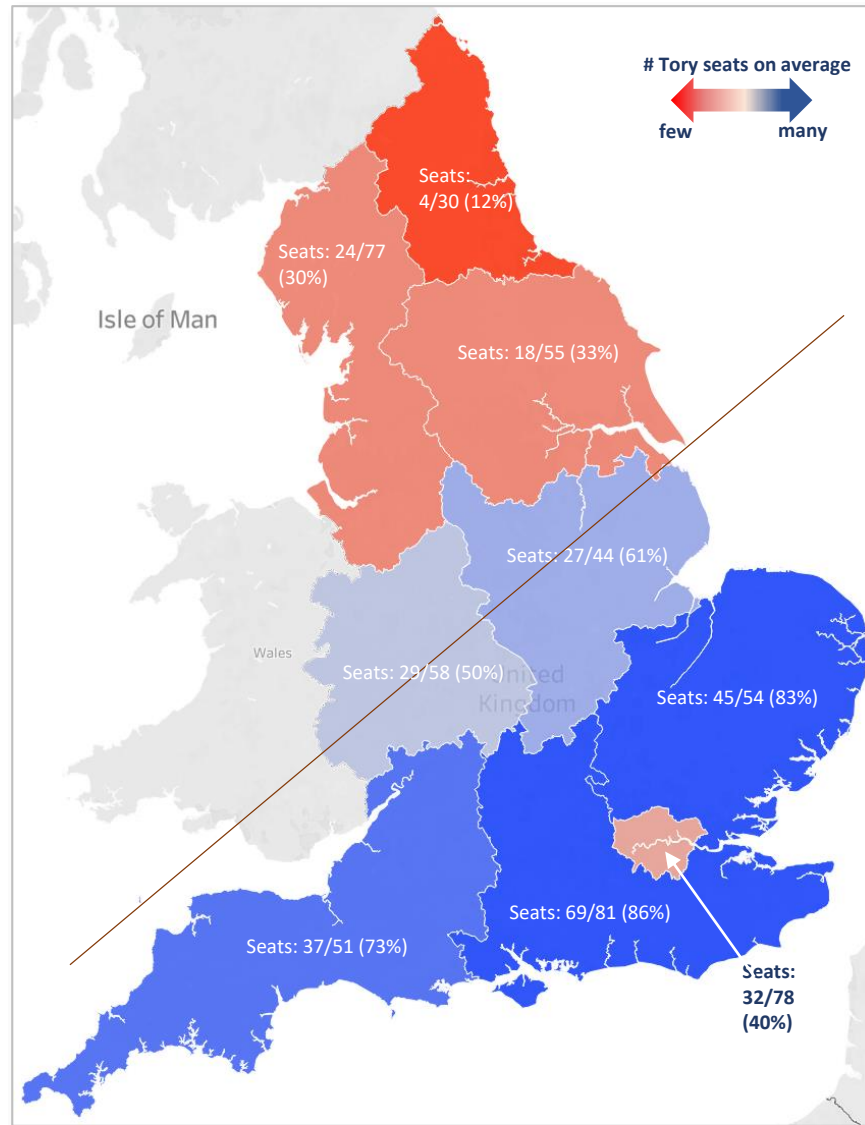 # Tory seats on average
few
many
Seats:
4/30 (12%)
Seats: 24/77
(30%)
Isle of Man
Seats: 18/55 (33%)
Seats: 27/44 (61%)
Wales
Seats: 29/58 (50%)
United
Kingdom
Seats: 45/54 (83%)
Seats: 69/81 (86%)
Seats: 37/51 (73%)
Seats:
32/78
(40%)